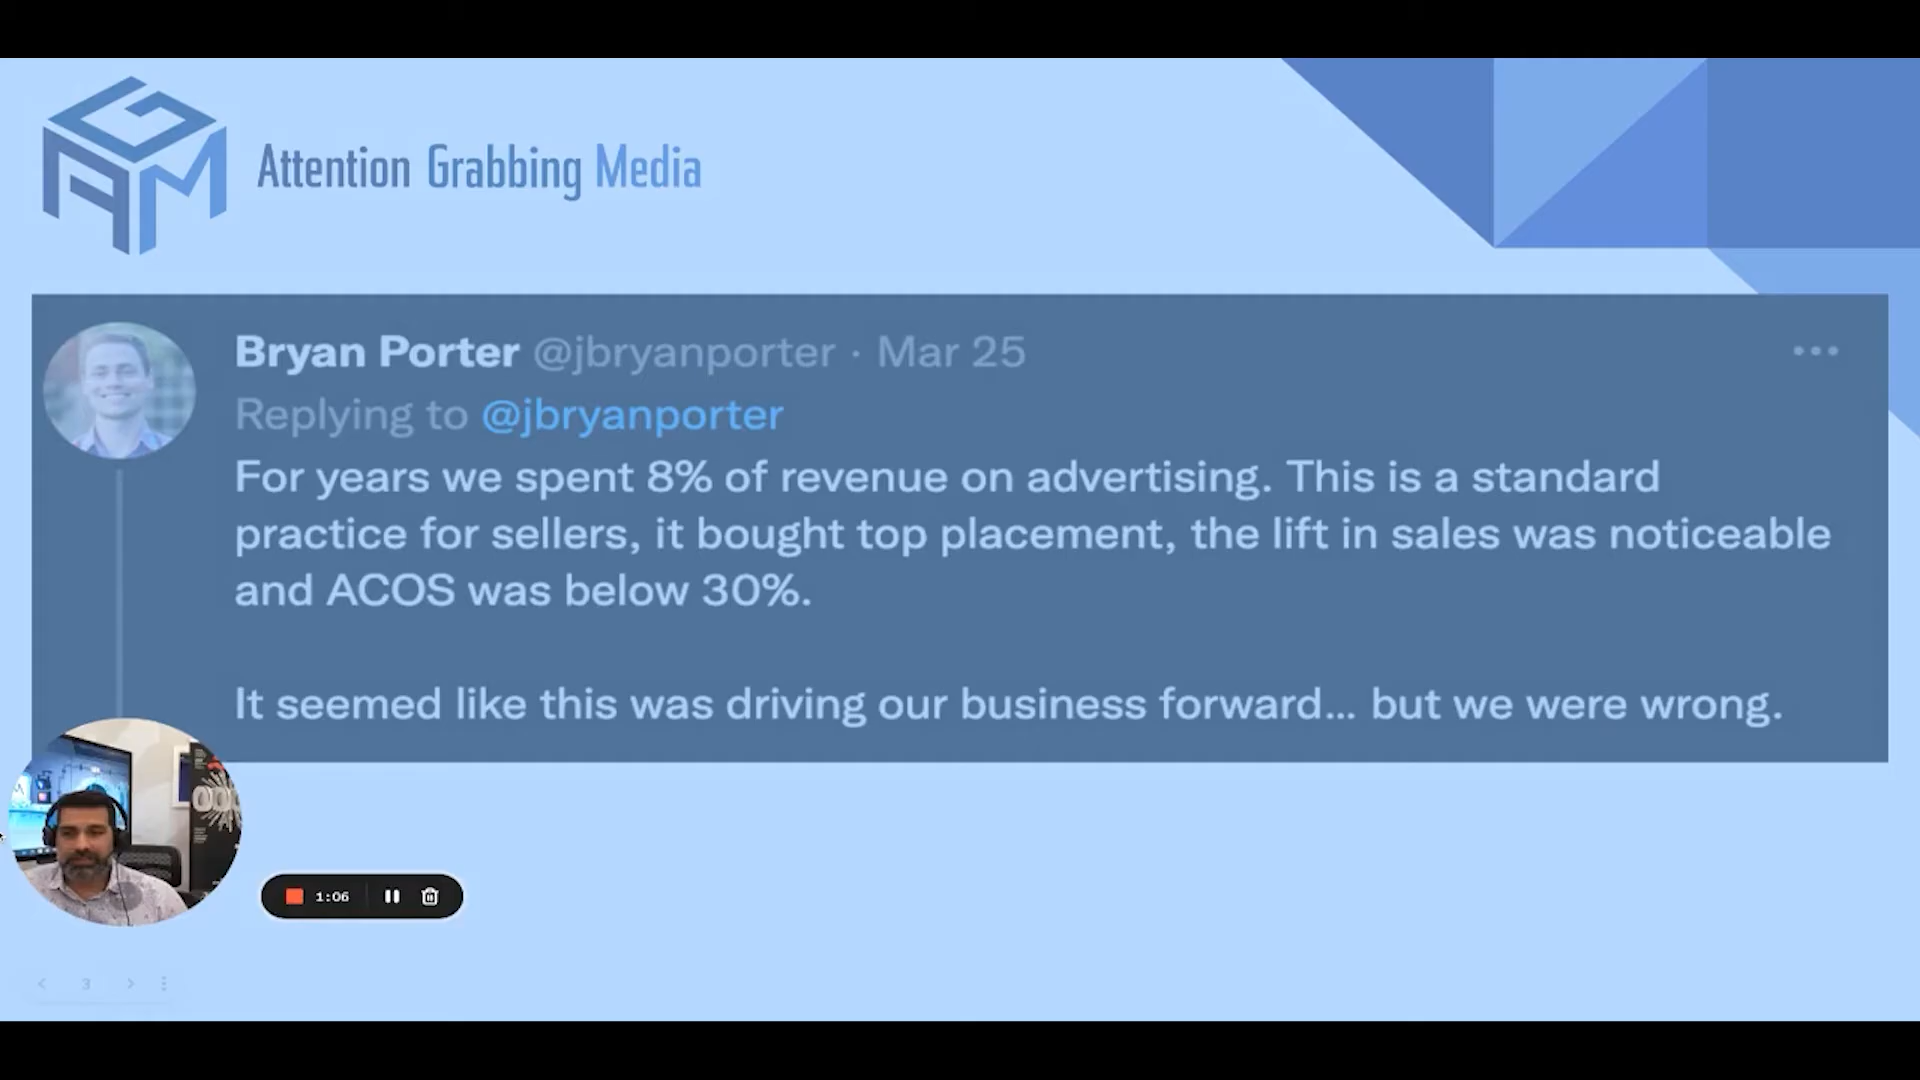 GAM
Attention Grabbing Media
Bryan Porter @jbryanporter · Mar 25
Replying to @jbryanporter
For years we spent 8% of revenue on advertising. This is a standard
practice for sellers, it bought top placement, the lift in sales was noticeable
and ACOS was below 30%.
It seemed like this was driving our business forward... but we were wrong.
1:06
3